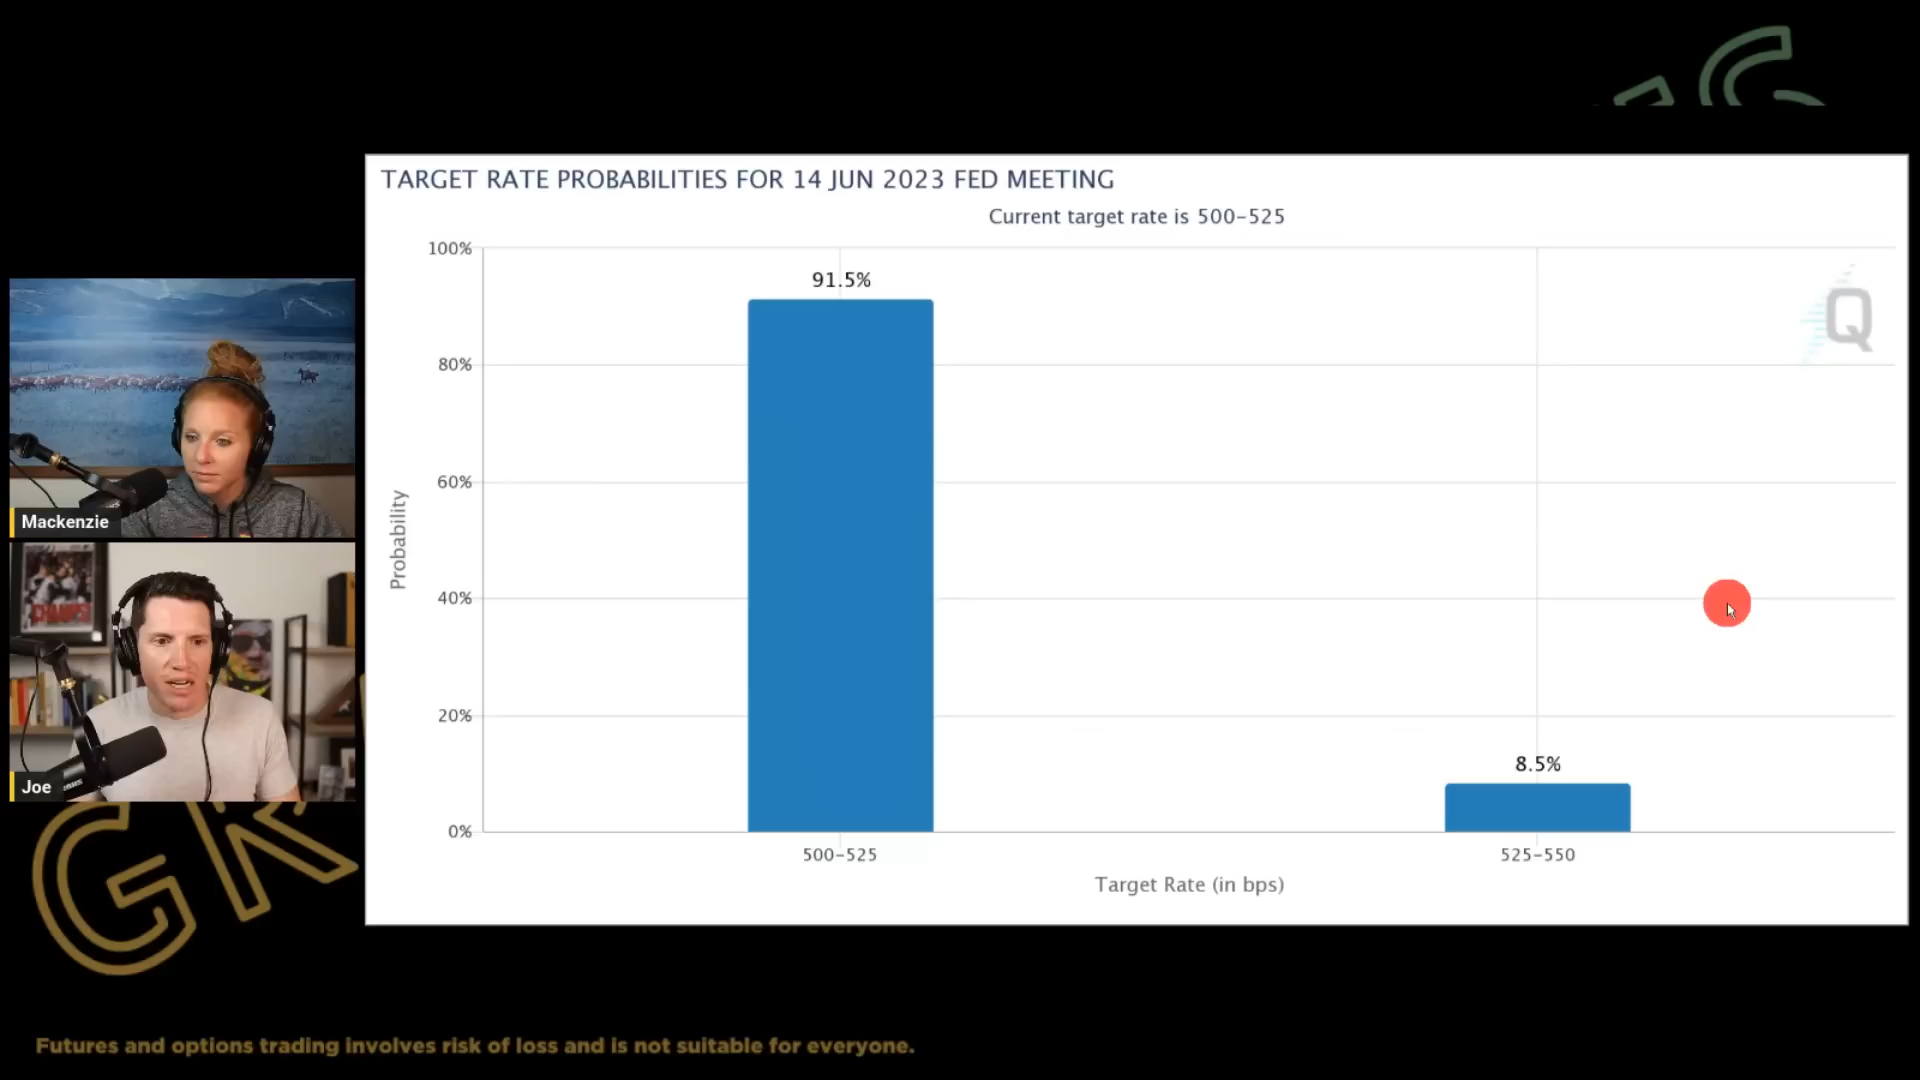 TARGET RATE PROBABILITIES FOR 14 JUN 2023 FED MEETING
Current target rate is 500-525
100%
80%
60%
40%
20%
0%
Probability
91.5%
8.5%
500-525
525-550
Target Rate (in bps)
Q
Mackenzie
CHAMPS
Joe
GR
Futures and options trading involves risk of loss and is not suitable for everyone.